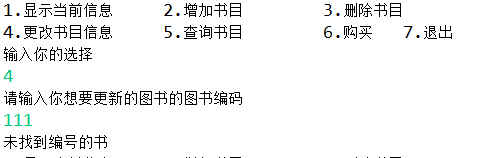 1.显示当前信息 2.增加书目 3.删除书目
4.更改书目信息 5.查询书目 6.购买 7.退出
输入你的选择
4
请输入你想要更新的图书的图书编码
111
未找到编号的书